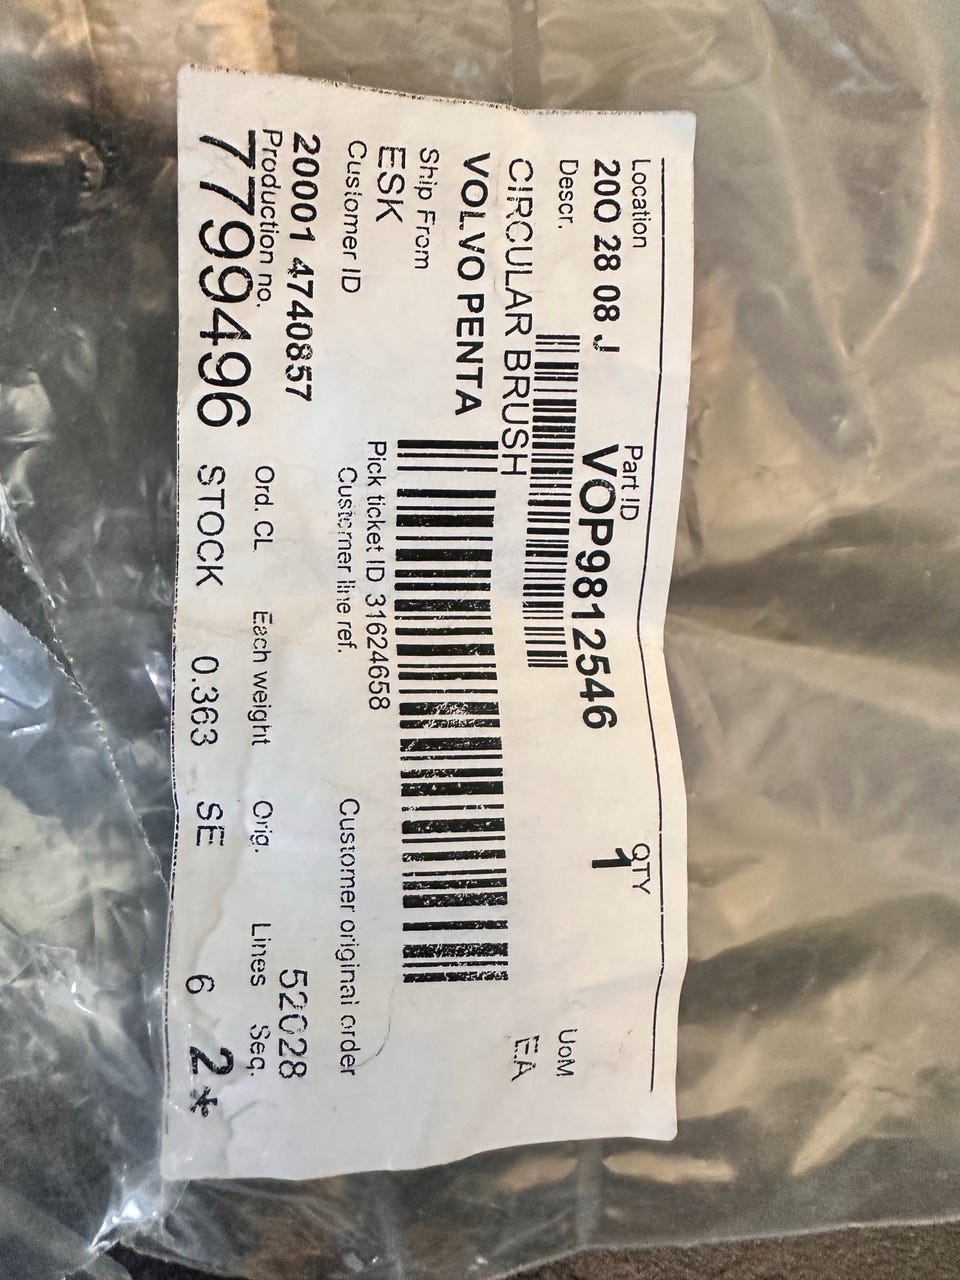 Location Part ID QTY
20O 28 08 J VOP9812546 1
Descr. UoM
CIRCULAR BRUSH EA
VOLVO PENTA
Ship From
ESK Pick ticket ID 31624658
Customer ID Customer line ref. Customer original order
20001 4740857 52028
Production no. Ord. CL Each weight Orig. Lines Seq.
7799496 STOCK 0.363 SE 6 2*